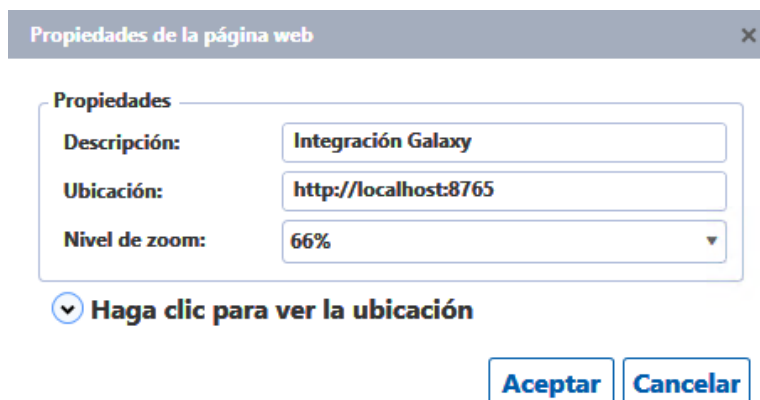 Propiedades de la página web
Propiedades
Descripción: Integración Galaxy
Ubicación: http://localhost:8765
Nivel de zoom: 66%
Haga clic para ver la ubicación
Aceptar Cancelar